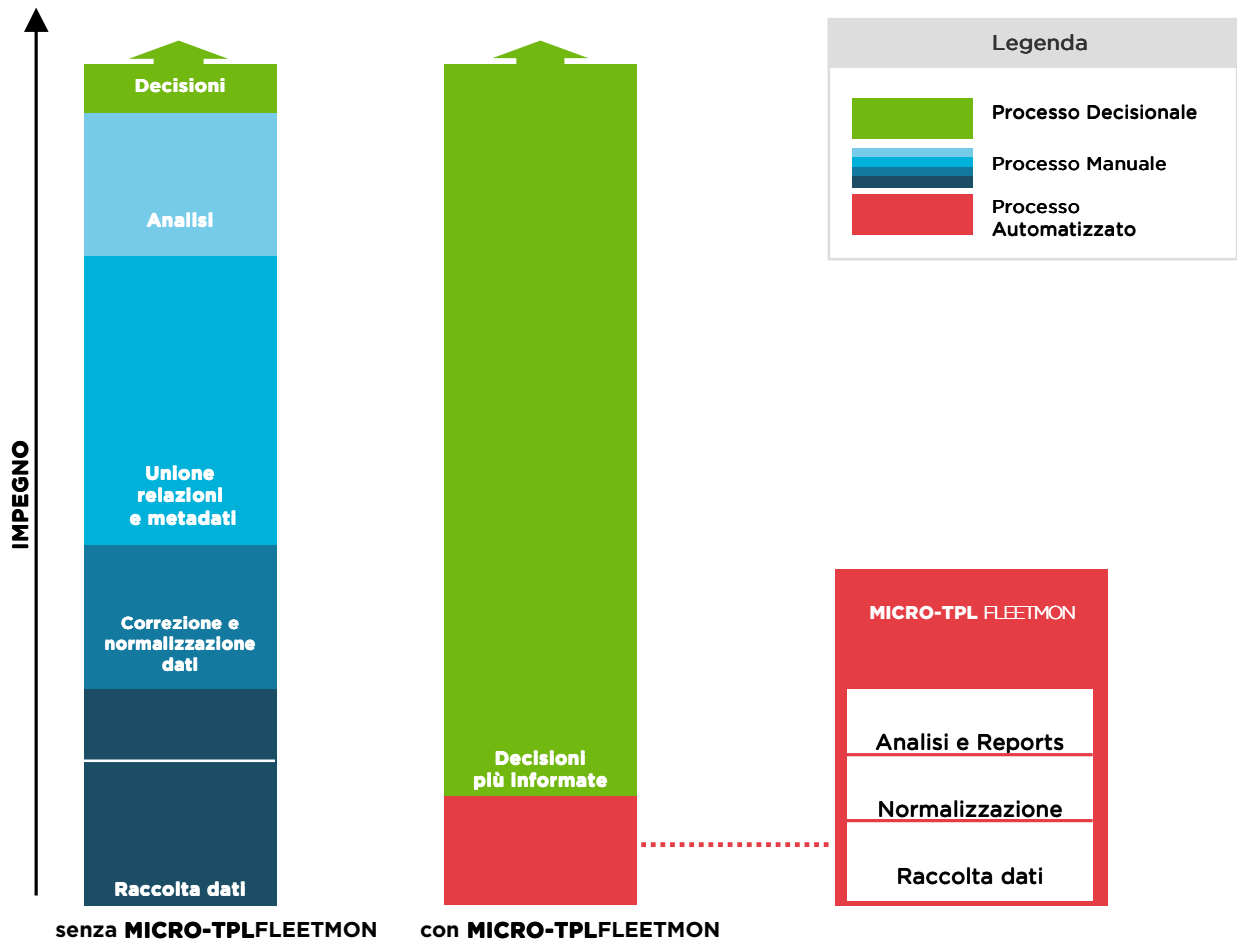 Legenda
Processo Decisionale
Processo Manuale
Processo
Automatizzato
IMPEGNO
Decisioni
Analisi
Unione
relazioni
e metadati
Correzione e
normalizzazione
dati
Raccolta dati
senza MICRO-TPLFLEETMON
Decisioni
più informate
con MICRO-TPLFLEETMON
MICRO-TPL FLEETMON
Analisi e Reports
Normalizzazione
Raccolta dati